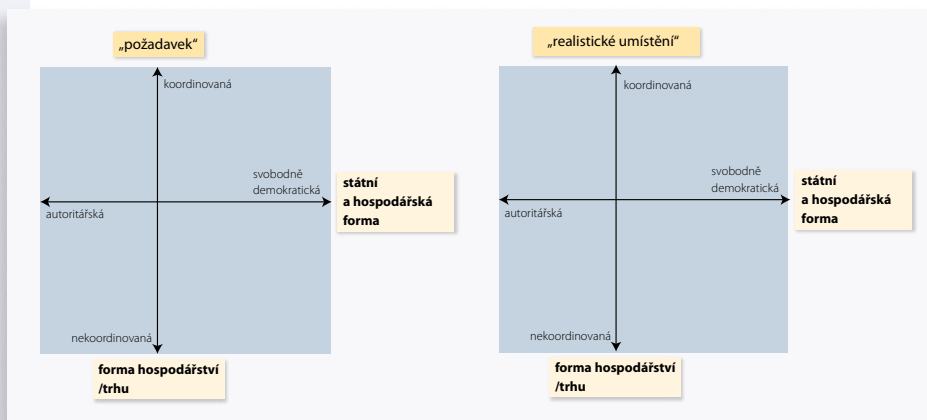 „požadavek“
koordinovaná
svobodně
demokratická
autoritářská
státní
a hospodářská
forma
nekoordinovaná
forma hospodářství
/trhu
„realistické umístění“
koordinovaná
svobodně
demokratická
autoritářská
státní
a hospodářská
forma
nekoordinovaná
forma hospodářství
/trhu